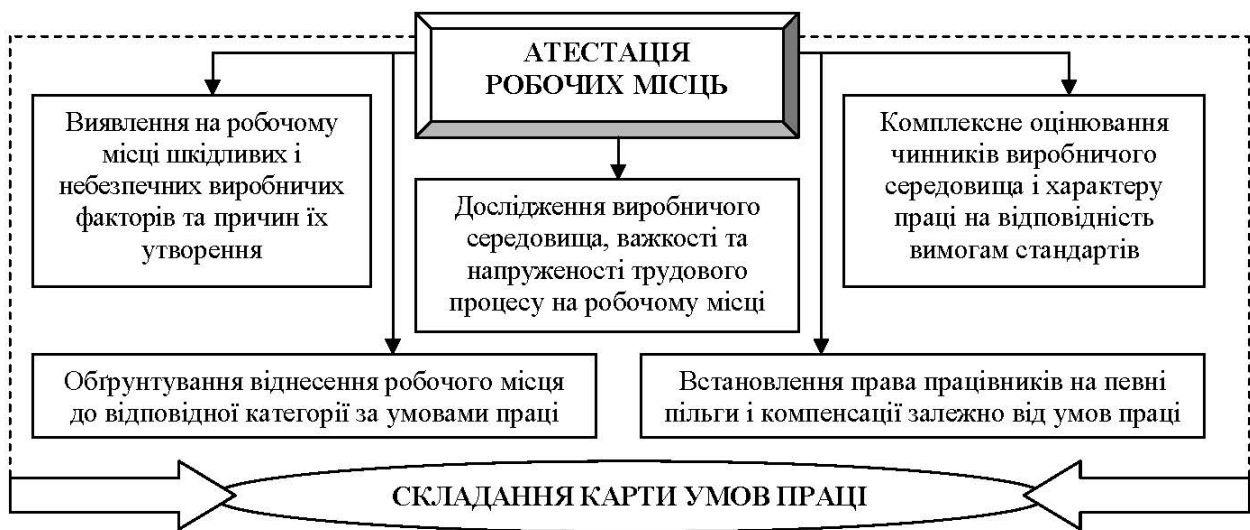 АТЕСТАЦІЯ
РОБОЧИХ МІСЦЬ
Виявлення на робочому
місці шкідливих і
небезпечних виробничих
факторів та причин їх
утворення
Дослідження виробничого
середовища, важкості та
напруженості трудового
процесу на робочому місці
Комплексне оцінювання
чинників виробничого
середовища і характеру
праці на відповідність
вимогам стандартів
Обґрунтування віднесення робочого місця
до відповідної категорії за умовами праці
Встановлення права працівників на певні
пільги і компенсації залежно від умов праці
СКЛАДАННЯ КАРТИ УМОВ ПРАЦІ